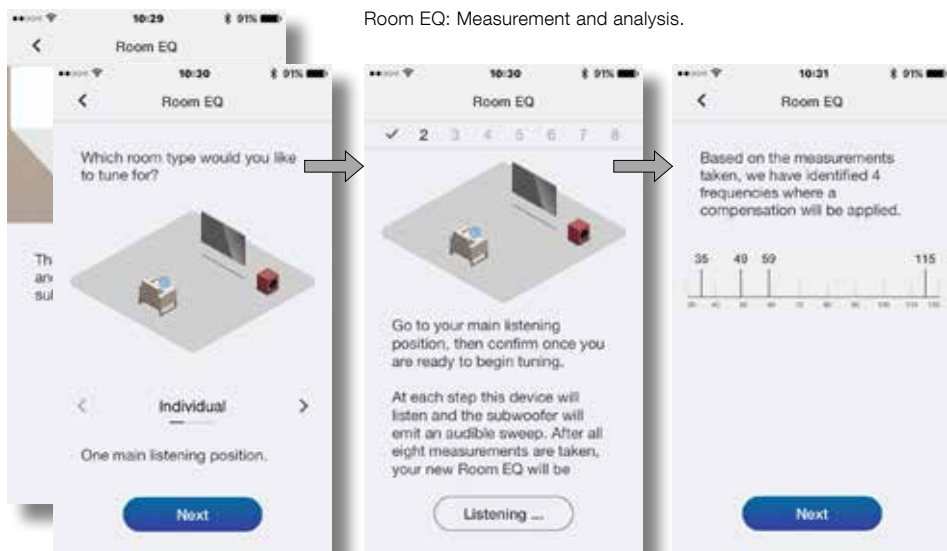 Room EQ: Measurement and analysis.
10:29
91%
Room EQ
Th
and
sul
10:30
91%
Room EQ
Which room type would you like
to tune for?
Individual
One main listening position.
Next
10:30
91%
Room EQ
2 3 4 5 6 7 8
Go to your main listening
position, then confirm once you
are ready to begin tuning.
At each step this device will
listen and the subwoofer will
emit an audible sweep. After all
eight measurements are taken,
your new Room EQ will be
Listening ...
10:31
91%
Room EQ
Based on the measurements
taken, we have identified 4
frequencies where a
compensation will be applied.
35 49 59 115
Next